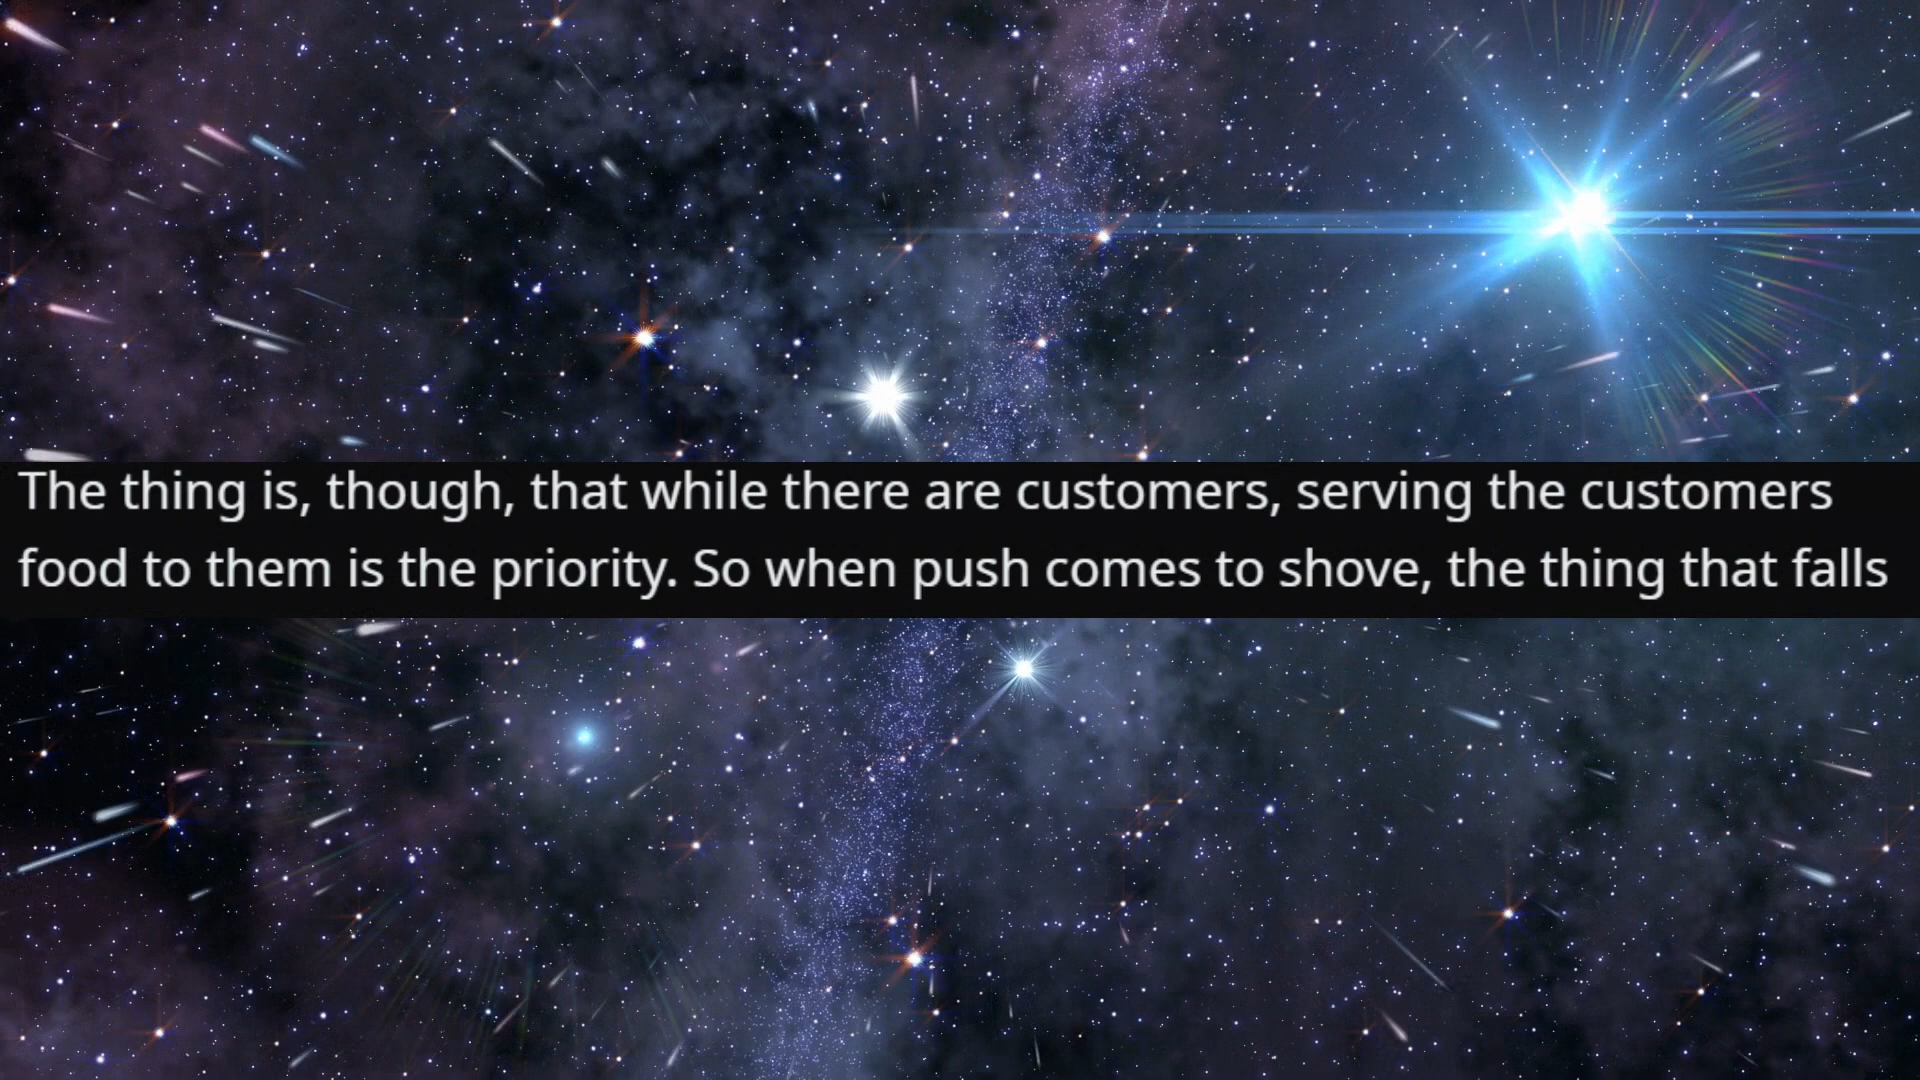 The thing is, though, that while there are customers, serving the customers
food to them is the priority. So when push comes to shove, the thing that falls